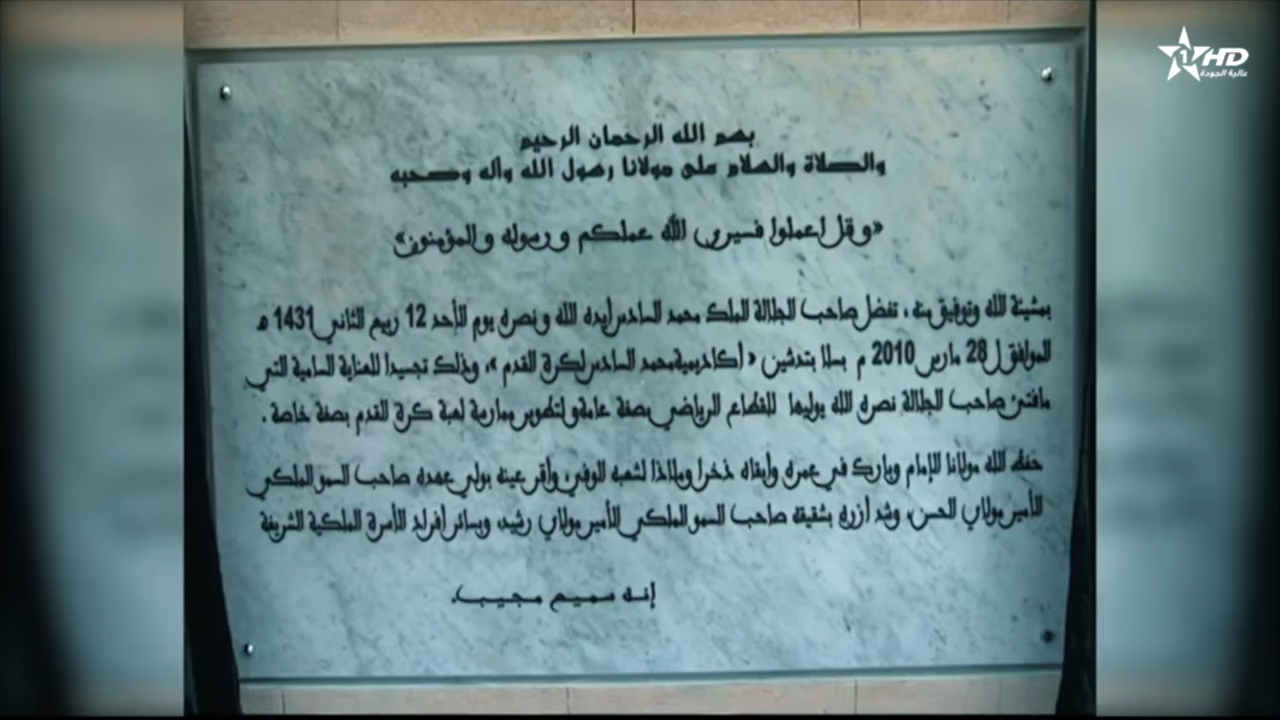 1 HD
عالية الجودة
بسم الله الرحمان الرحيم
والصلاة والسلام على مولانا رسول الله وآله وصحبه
«وقل اعملوا فسيرى الله عملكم ورسوله والمؤمنون»
بمشيئة الله وتوفيق منه، تفضل صاحب الجلالة الملك محمد السادس أيده الله ونصره يوم الأحد 12 ربيع الثاني 1431 ه
الموافق ل 28 مارس 2010 م بسلا بتدشين « أكاديمية محمد السادس لكرة القدم »، وذلك تجسيدا للعناية السامية التي
مافتئ صاحب الجلالة نصره الله يوليها للقطاع الرياضي بصفة عامة ولتطوير ممارسة لعبة كرة القدم بصفة خاصة .
حفظ الله مولانا الإمام وبارك في عمره وأبقاه ذخرا وملاذا لشعبه الوفي، وأقر عينه بولي عهده صاحب السمو الملكي
الأمير مولاي الحسن، وشد أزره بشقيقه صاحب السمو الملكي الأمير مولاي رشيد، وبسائر أفراد الأسرة الملكية الشريفة
إنه سميع مجيب.